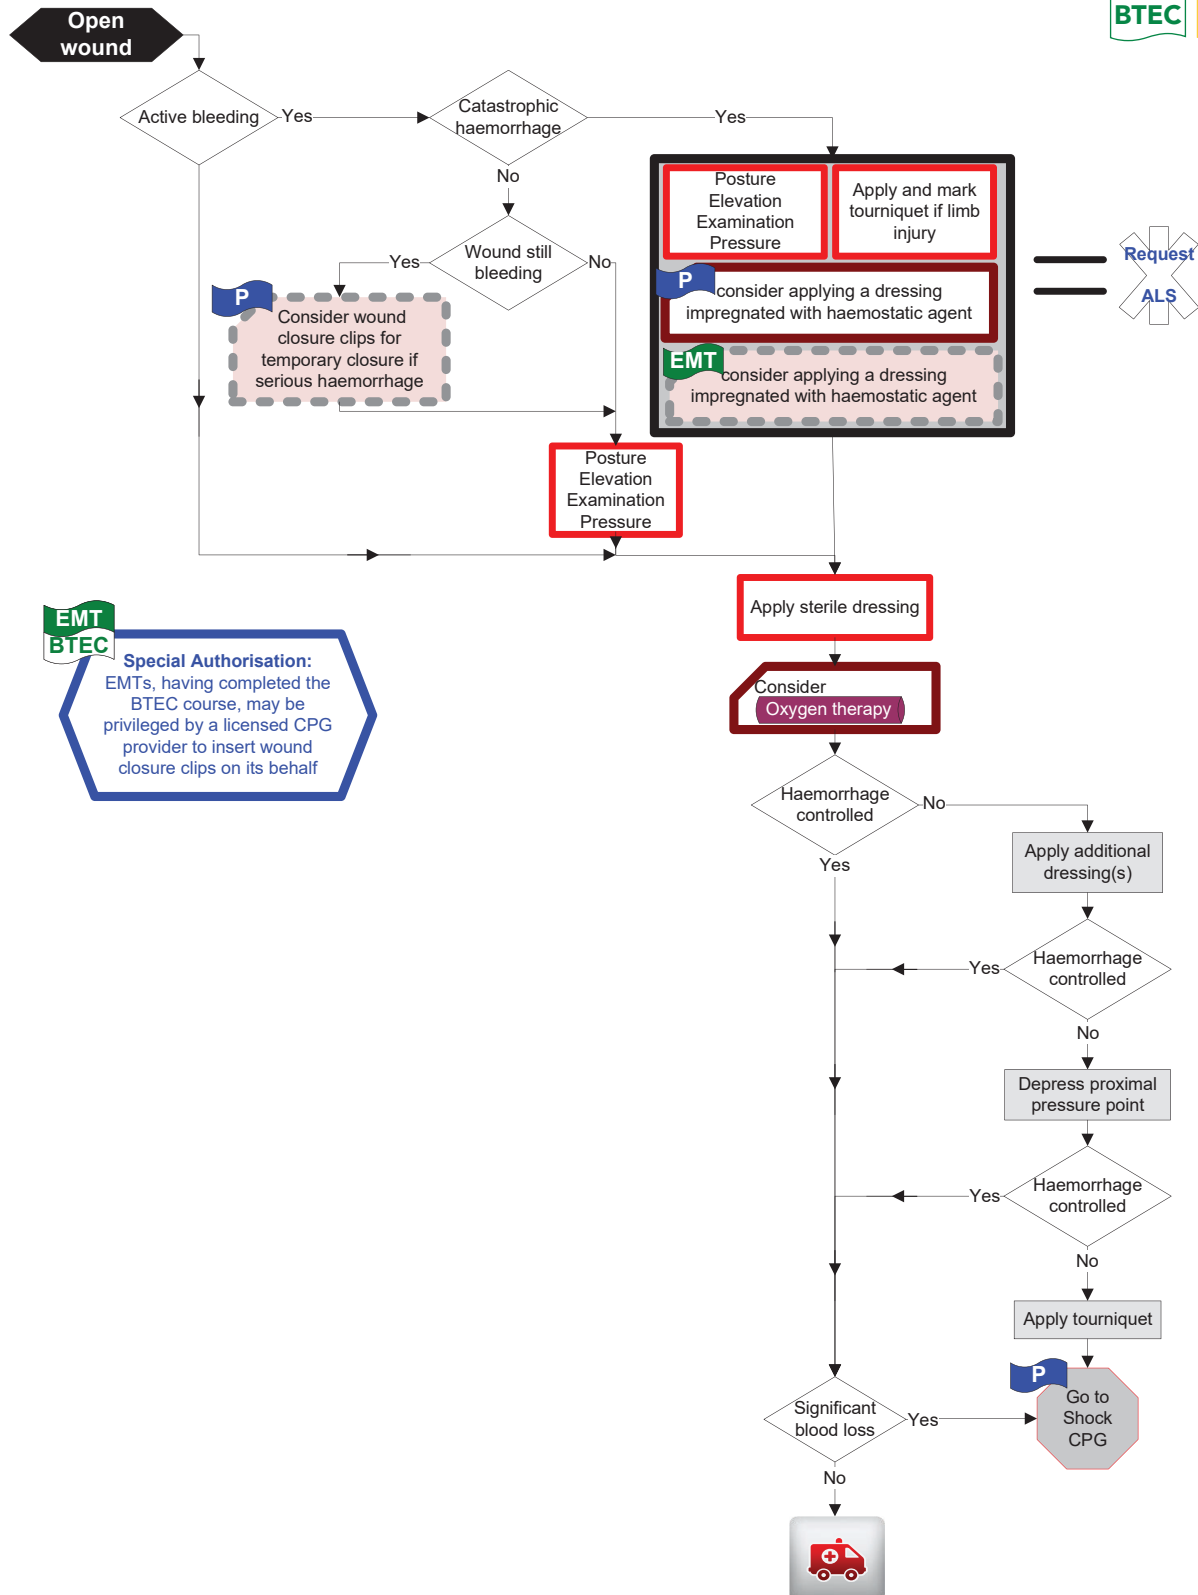 BTEC
Open
wound
Active bleeding
Yes
Catastrophic
haemorrhage
Yes
No
Posture
Elevation
Examination
Pressure
Apply and mark
tourniquet if limb
injury
Request
ALS
Wound still
bleeding
Yes
No
P
consider applying a dressing
impregnated with haemostatic agent
P
Consider wound
closure clips for
temporary closure if
serious haemorrhage
EMT
consider applying a dressing
impregnated with haemostatic agent
Posture
Elevation
Examination
Pressure
Apply sterile dressing
EMT
BTEC
Special Authorisation:
EMTs, having completed the
BTEC course, may be
privileged by a licensed CPG
provider to insert wound
closure clips on its behalf
Consider
Oxygen therapy
Haemorrhage
controlled
No
Yes
Apply additional
dressing(s)
Haemorrhage
controlled
Yes
No
Depress proximal
pressure point
Haemorrhage
controlled
Yes
No
Apply tourniquet
P
Go to
Shock
CPG
Significant
blood loss
Yes
No